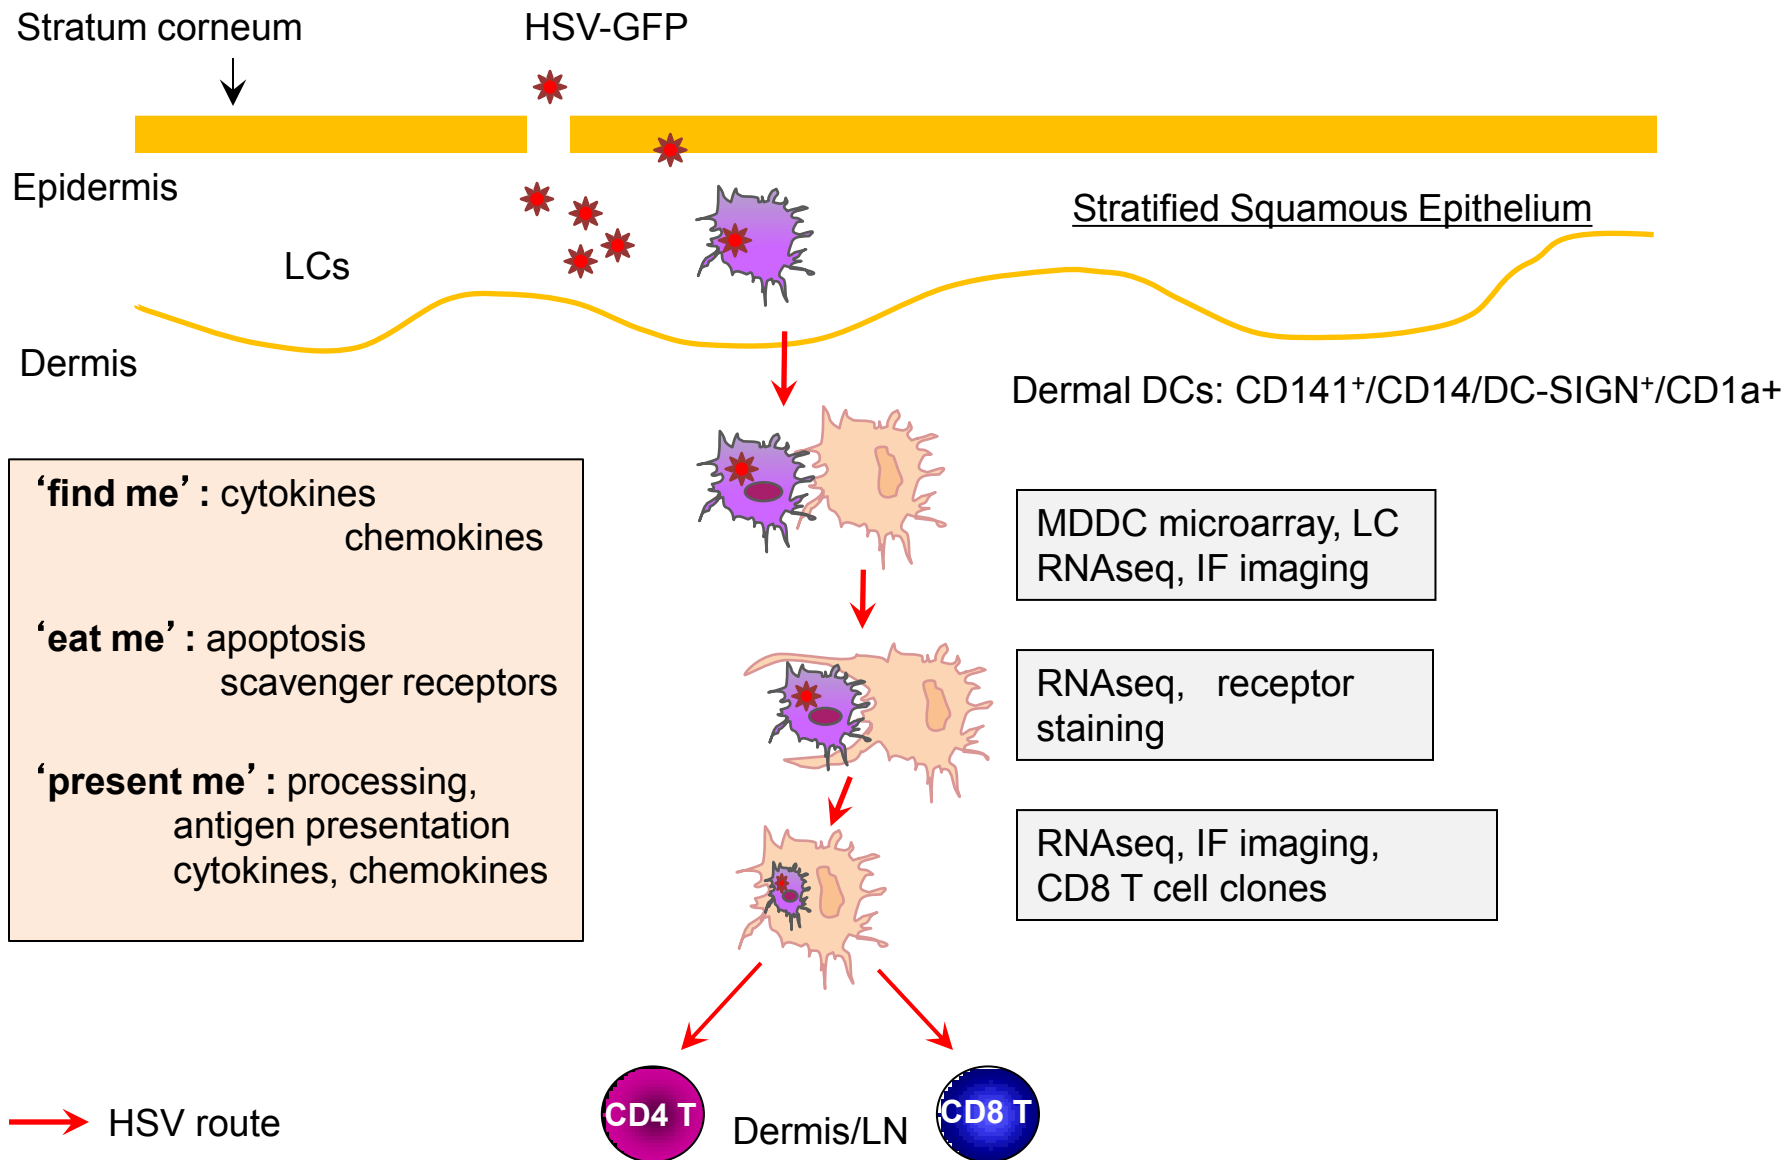 Stratum corneum
HSV-GFP
Epidermis
Stratified Squamous Epithelium
LCs
Dermis
Dermal DCs: CD141⁺/CD14/DC-SIGN⁺/CD1a+
‘find me’ : cytokines
chemokines
‘eat me’ : apoptosis
scavenger receptors
‘present me’ : processing,
antigen presentation
cytokines, chemokines
MDDC microarray, LC
RNAseq, IF imaging
RNAseq, receptor
staining
RNAseq, IF imaging,
CD8 T cell clones
HSV route
CD4 T
Dermis/LN
CD8 T